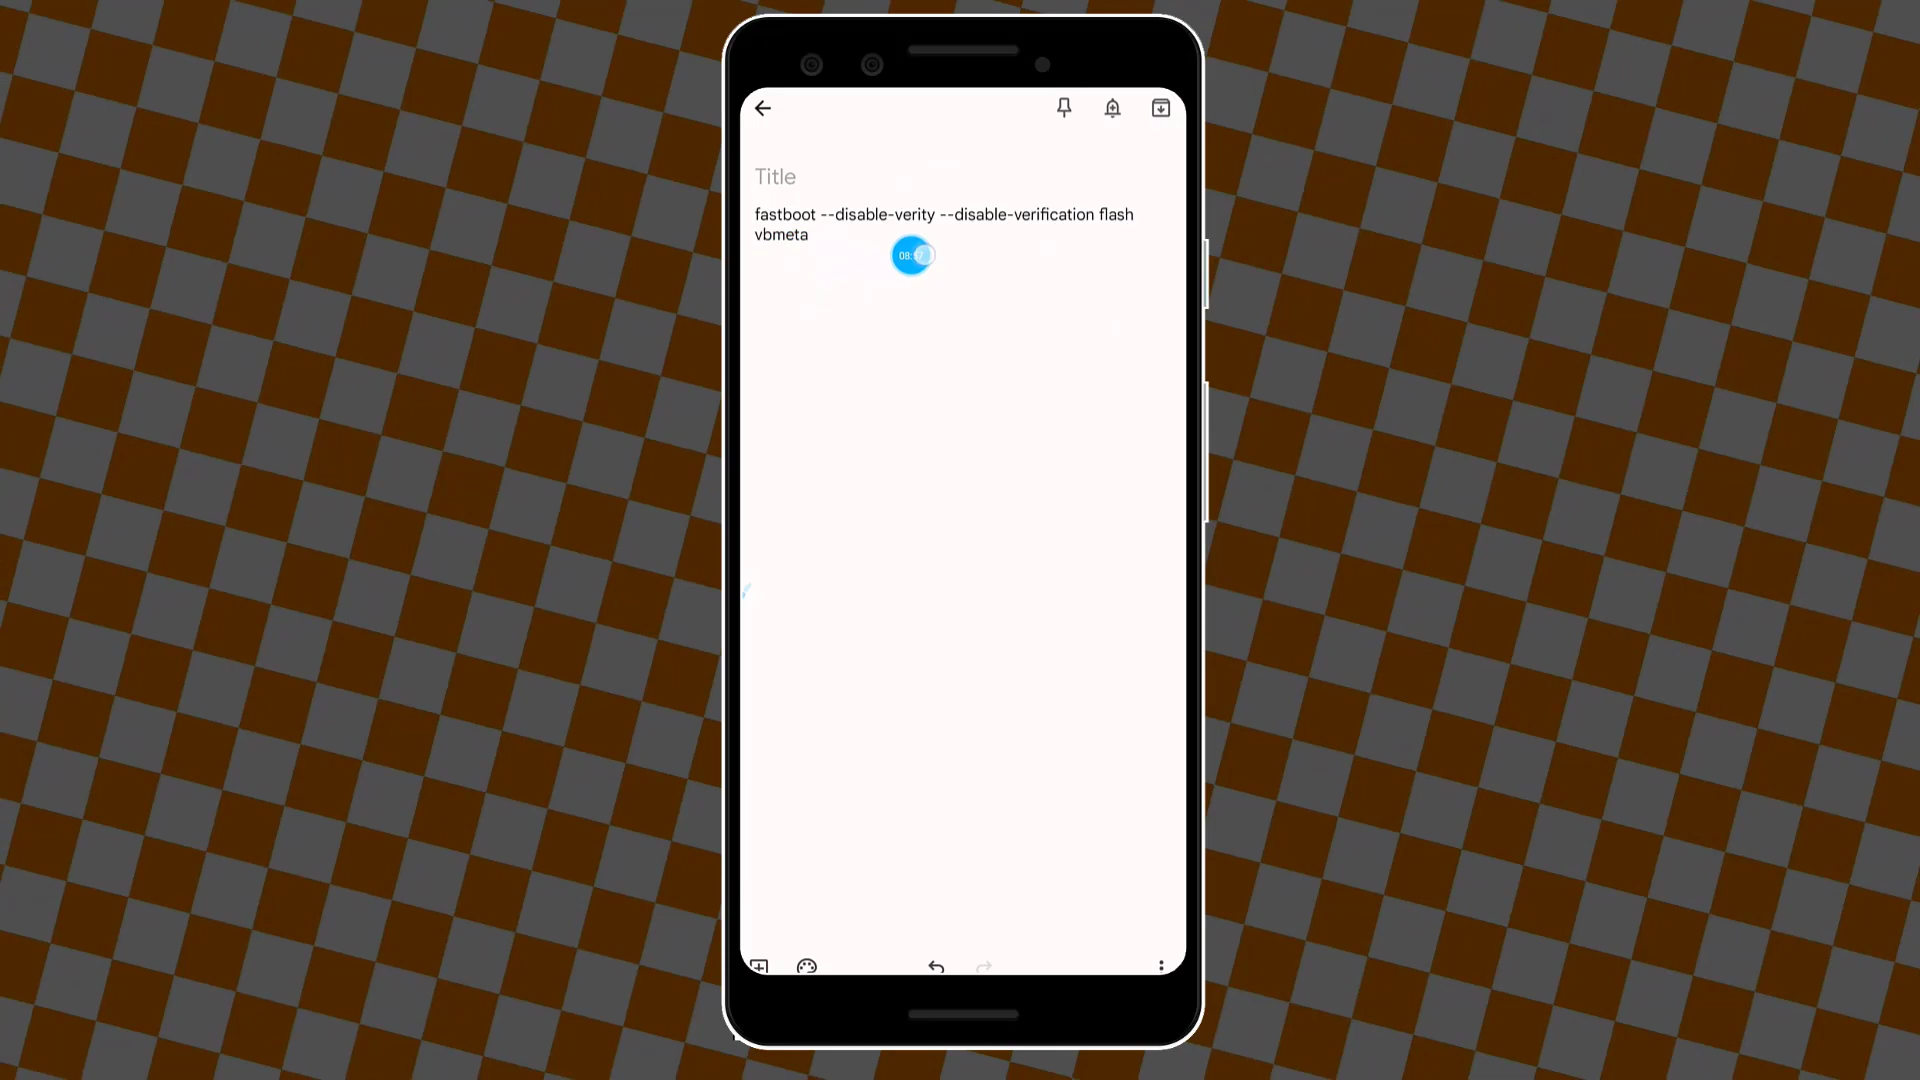 Title
fastboot --disable-verity --disable-verification flash
vbmeta